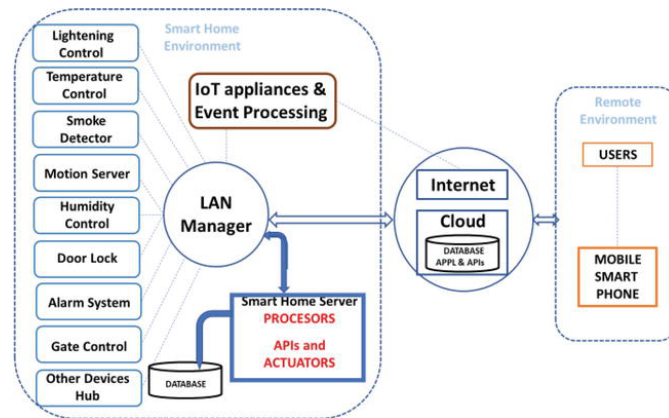 Smart Home
Environment
Lightening
Control
Temperature
Control
Smoke
Detector
Motion Server
Humidity
Control
Door Lock
Alarm System
Gate Control
Other Devices
Hub
IoT appliances &
Event Processing
LAN
Manager
Smart Home Server
PROCESORS
APIs and
ACTUATORS
DATABASE
Internet
Cloud
DATABASE
APPL & APIs
Remote
Environment
USERS
MOBILE
SMART
PHONE